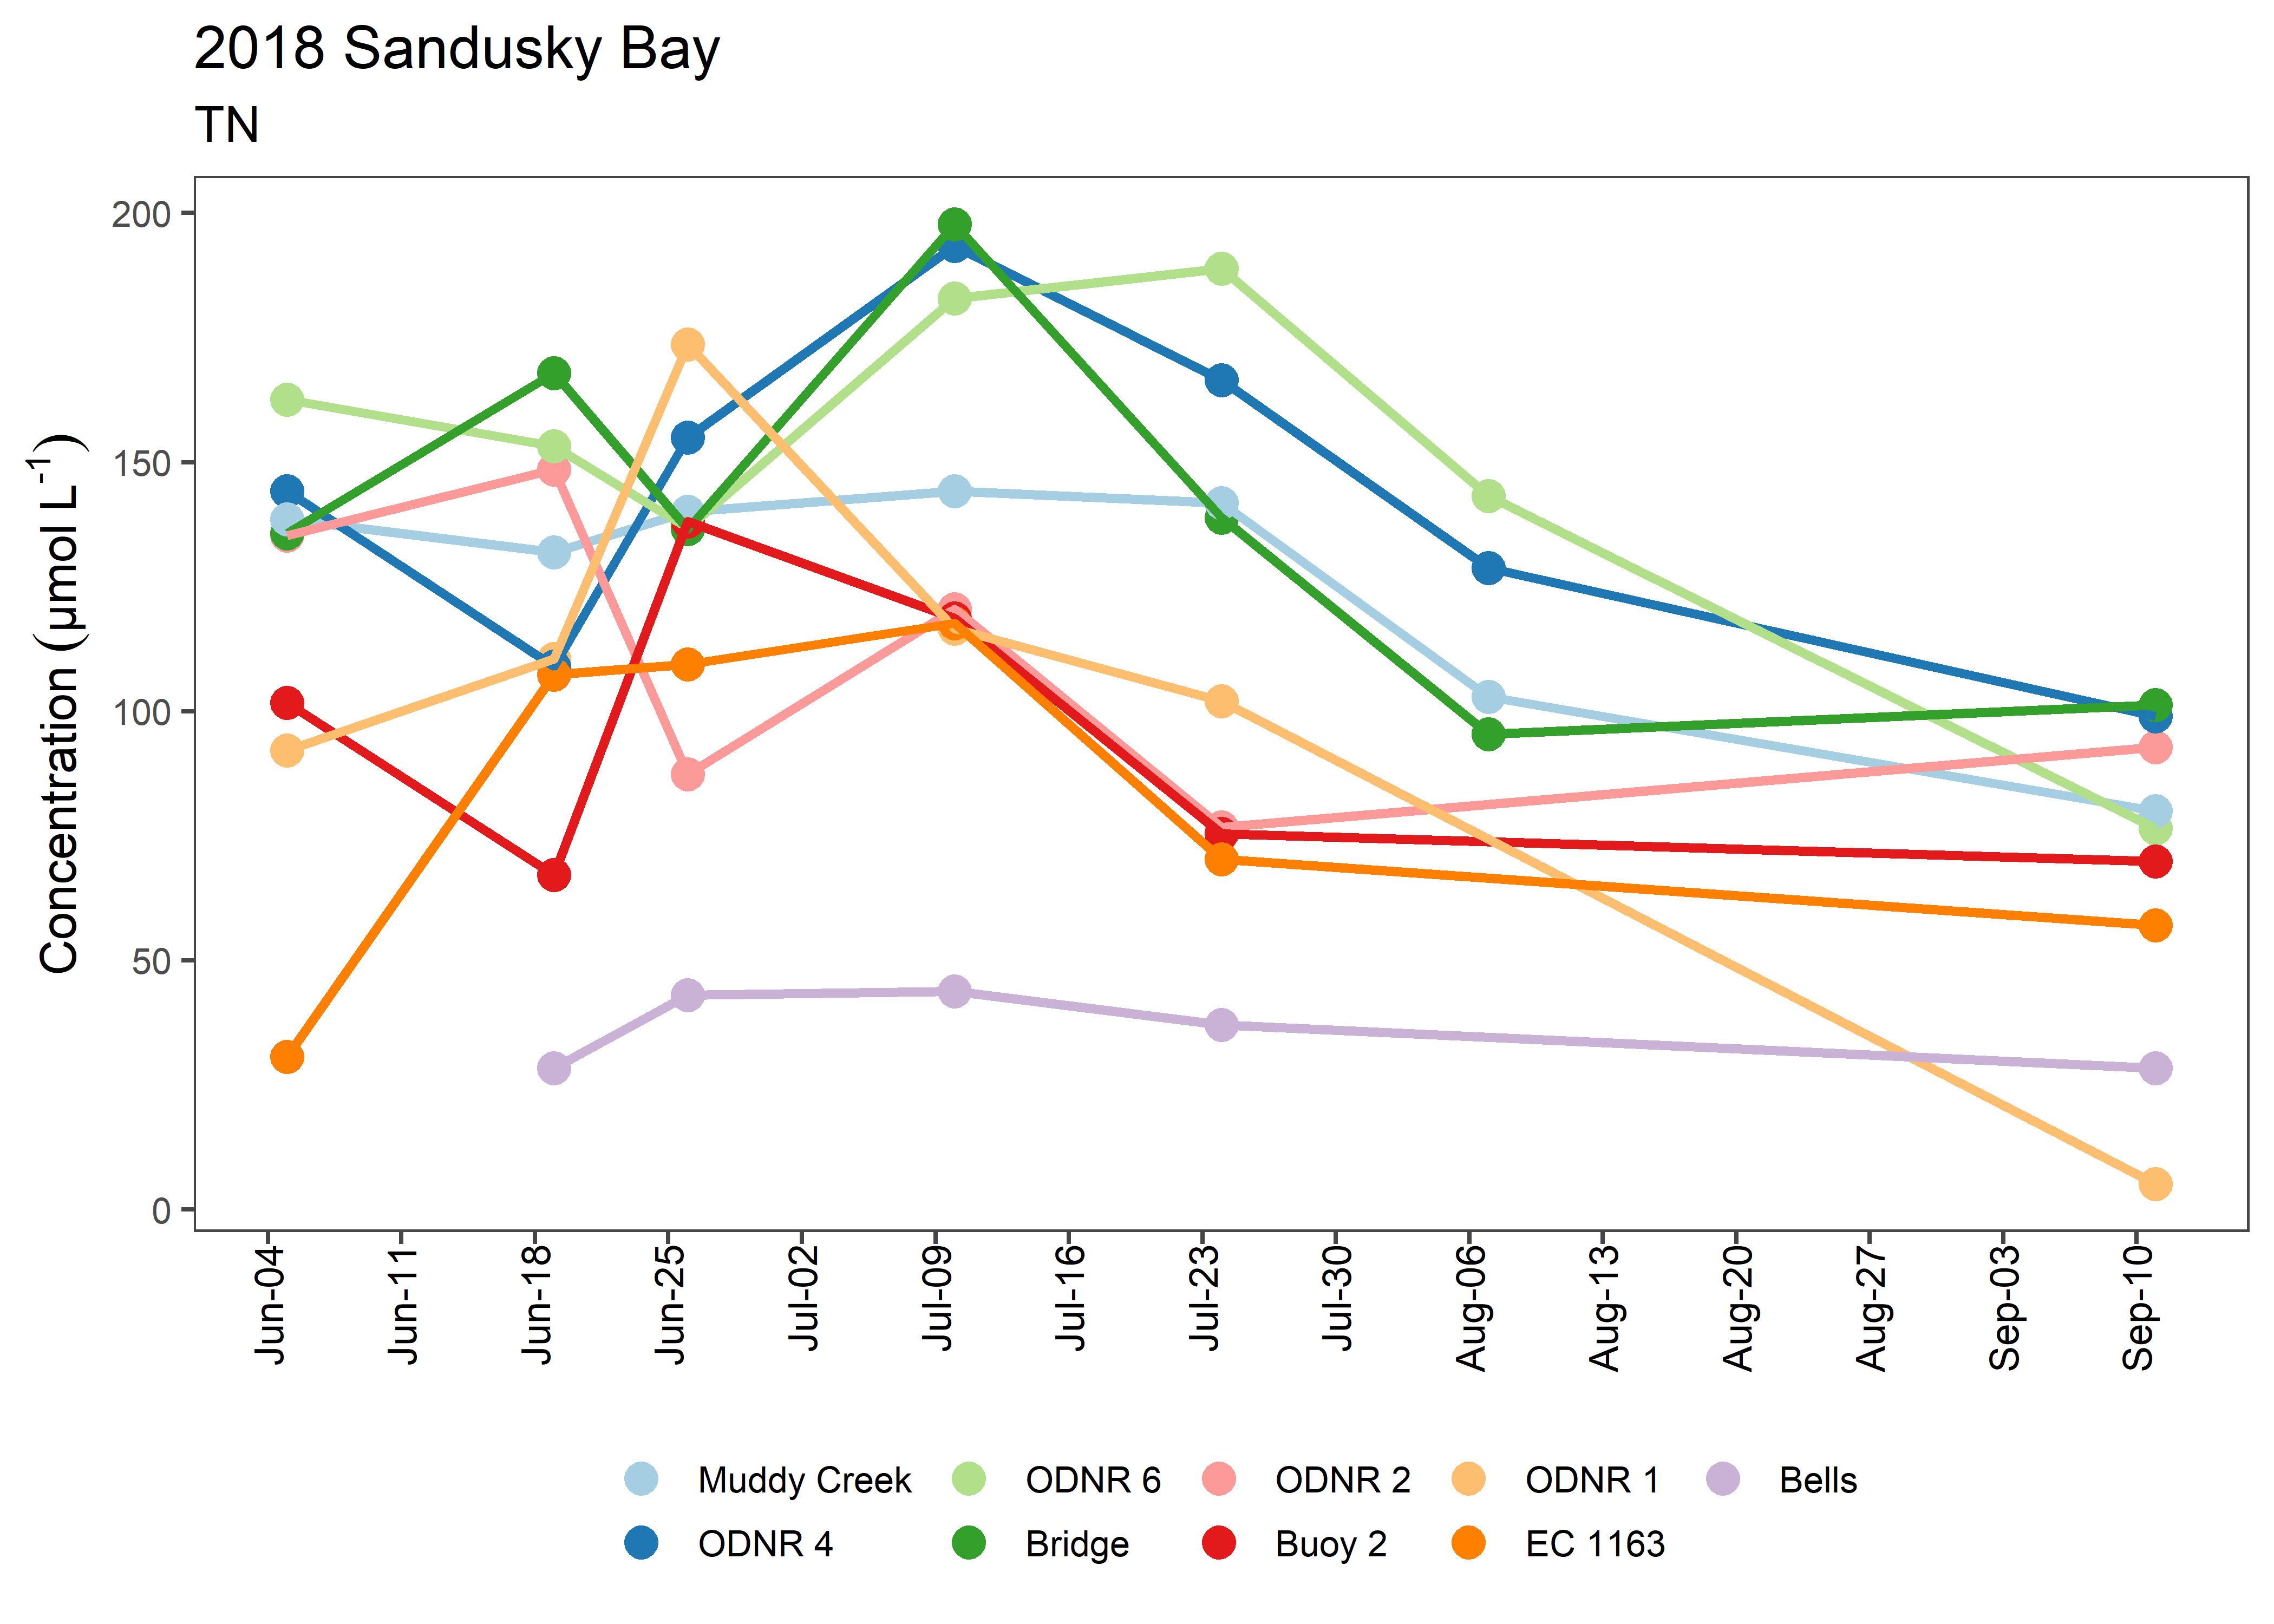 2018 Sandusky Bay
TN
Concentration (µmol L⁻¹)
200
150
100
50
0
Jun-04
Jun-11
Jun-18
Jun-25
Jul-02
Jul-09
Jul-16
Jul-23
Jul-30
Aug-06
Aug-13
Aug-20
Aug-27
Sep-03
Sep-10
Muddy Creek ODNR 6 ODNR 2 ODNR 1 Bells
ODNR 4 Bridge Buoy 2 EC 1163